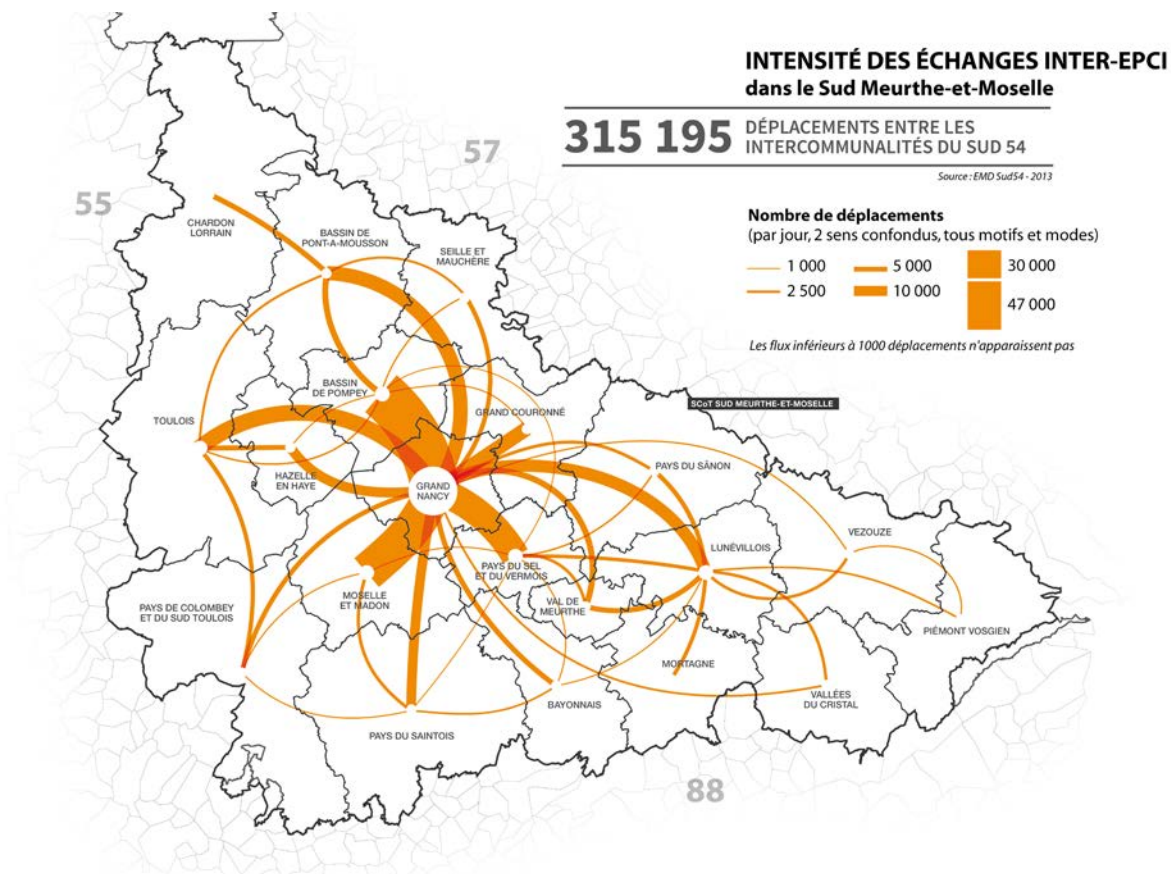 INTENSITÉ DES ÉCHANGES INTER-EPCI
dans le Sud Meurthe-et-Moselle
315 195
DÉPLACEMENTS ENTRE LES
INTERCOMMUNALITÉS DU SUD 54
Source : EMD Sud54 - 2013
Nombre de déplacements
(par jour, 2 sens confondus, tous motifs et modes)
1 000
5 000
30 000
2 500
10 000
47 000
Les flux inférieurs à 1000 déplacements n'apparaissent pas
57
55
CHARDON
LORRAIN
BASSIN DE
PONT-A-MOUSSON
SEILLE ET
MAUCHÈRE
BASSIN
DE POMPEY
SCoT SUD MEURTHE-ET-MOSELLE
GRAND COURONNÉ
TOULOIS
PAYS DU SÂNON
HAZELLE
EN HAYE
GRAND
NANCY
VEZOUZE
LUNÉVILLOIS
PAYS DU SEL
ET DU VERMOIS
MOSELLE
ET MADON
VAL DE
MEURTHE
PAYS DE COLOMBEY
ET DU SUD TOULOIS
PIÉMONT VOSGIEN
MORTAGNE
VALLÉES
DU CRISTAL
BAYONNAIS
PAYS DU SAINTOIS
88